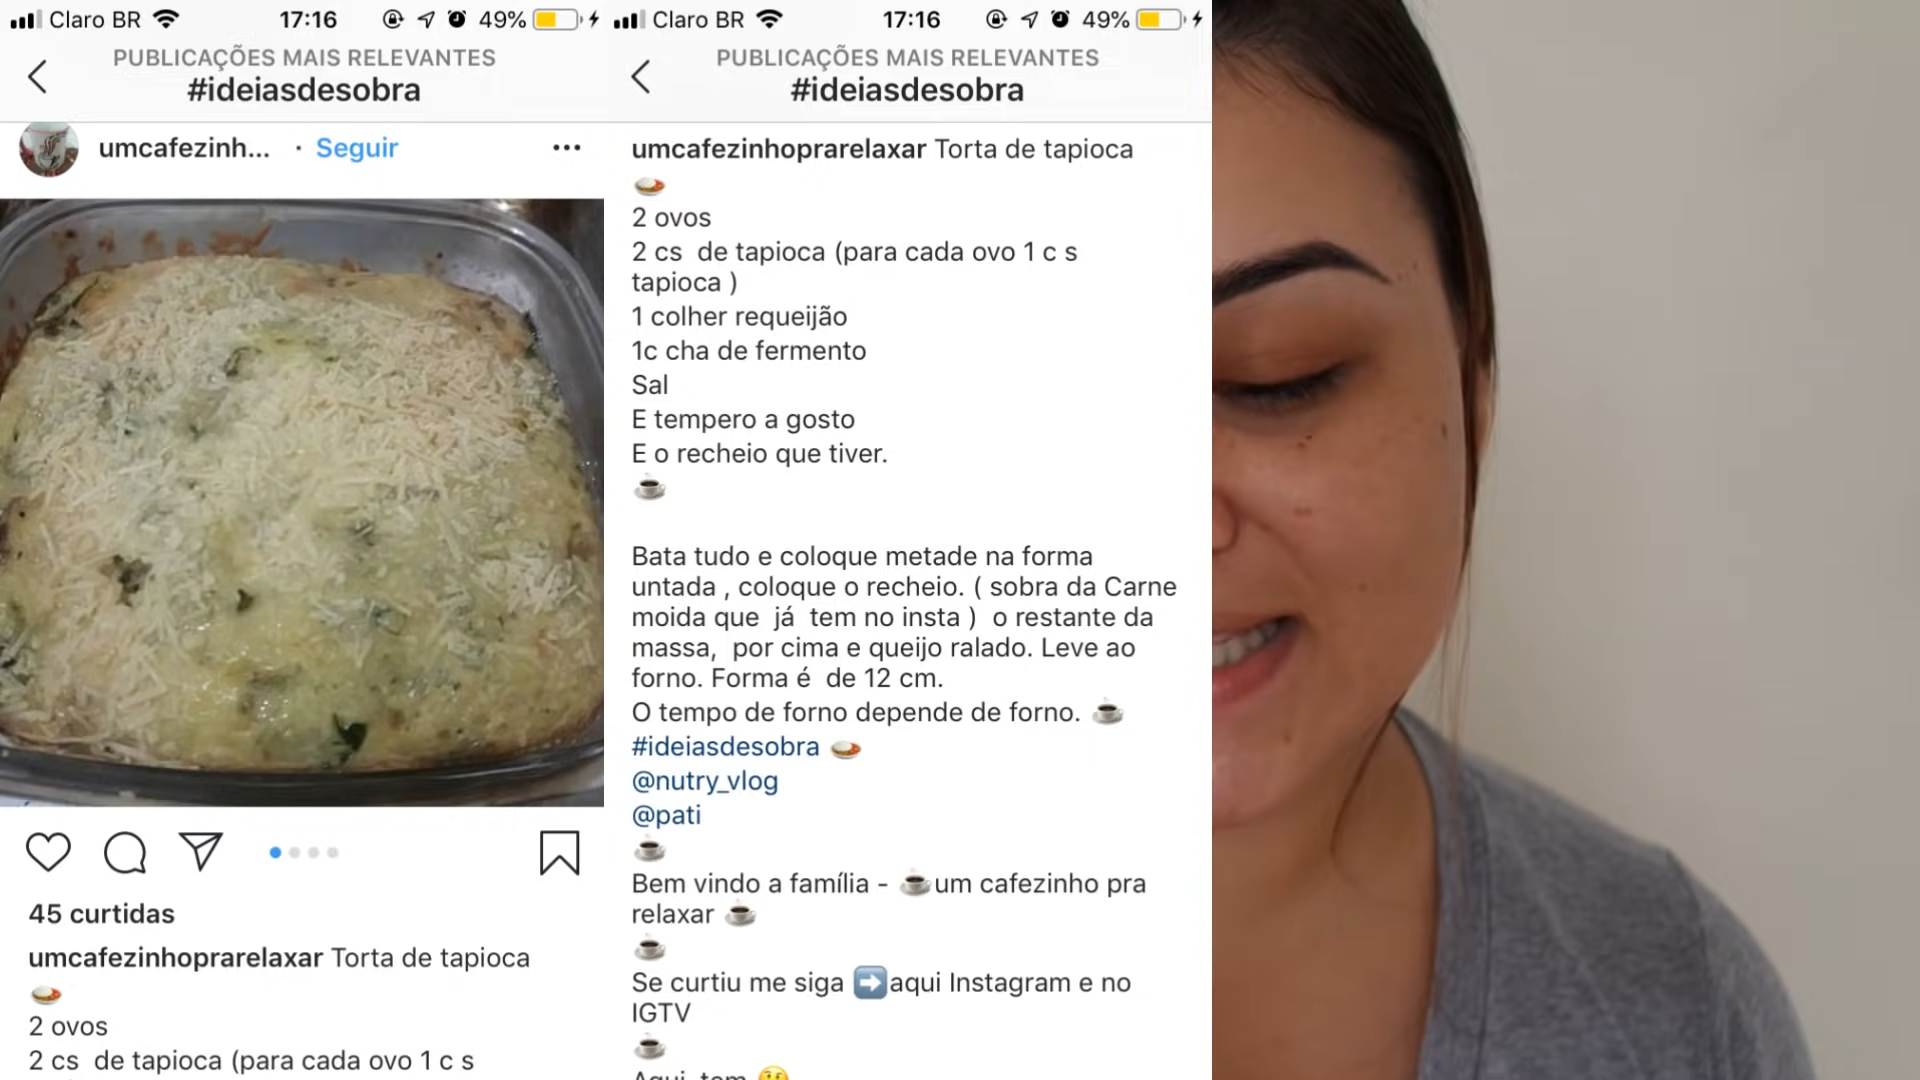 Claro BR 17:16 49%
PUBLICAÇÕES MAIS RELEVANTES
#ideiasdesobra
umcafezinh... · Seguir
45 curtidas
umcafezinhoprarelaxar Torta de tapioca
2 ovos
2 cs de tapioca (para cada ovo 1 c s
Claro BR 17:16 49%
PUBLICAÇÕES MAIS RELEVANTES
#ideiasdesobra
umcafezinhoprarelaxar Torta de tapioca
2 ovos
2 cs de tapioca (para cada ovo 1 c s
tapioca )
1 colher requeijão
1c cha de fermento
Sal
E tempero a gosto
E o recheio que tiver.
Bata tudo e coloque metade na forma
untada , coloque o recheio. ( sobra da Carne
moida que já tem no insta ) o restante da
massa, por cima e queijo ralado. Leve ao
forno. Forma é de 12 cm.
O tempo de forno depende de forno. ☕
#ideiasdesobra
@nutry_vlog
@pati
Bem vindo a família - ☕um cafezinho pra
relaxar ☕
Se curtiu me siga ➡️aqui Instagram e no
IGTV
Aqui tem